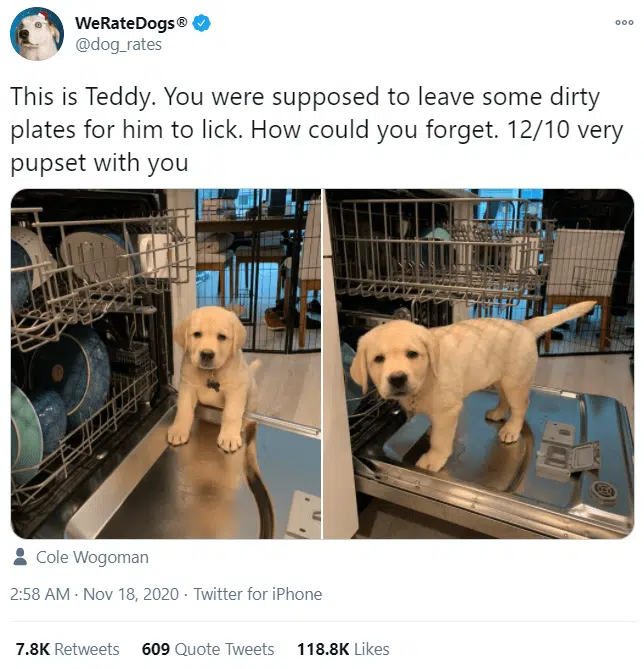 WeRateDogs®
@dog_rates
This is Teddy. You were supposed to leave some dirty
plates for him to lick. How could you forget. 12/10 very
pupset with you
Cole Wogoman
2:58 AM · Nov 18, 2020 · Twitter for iPhone
7.8K Retweets 609 Quote Tweets 118.8K Likes